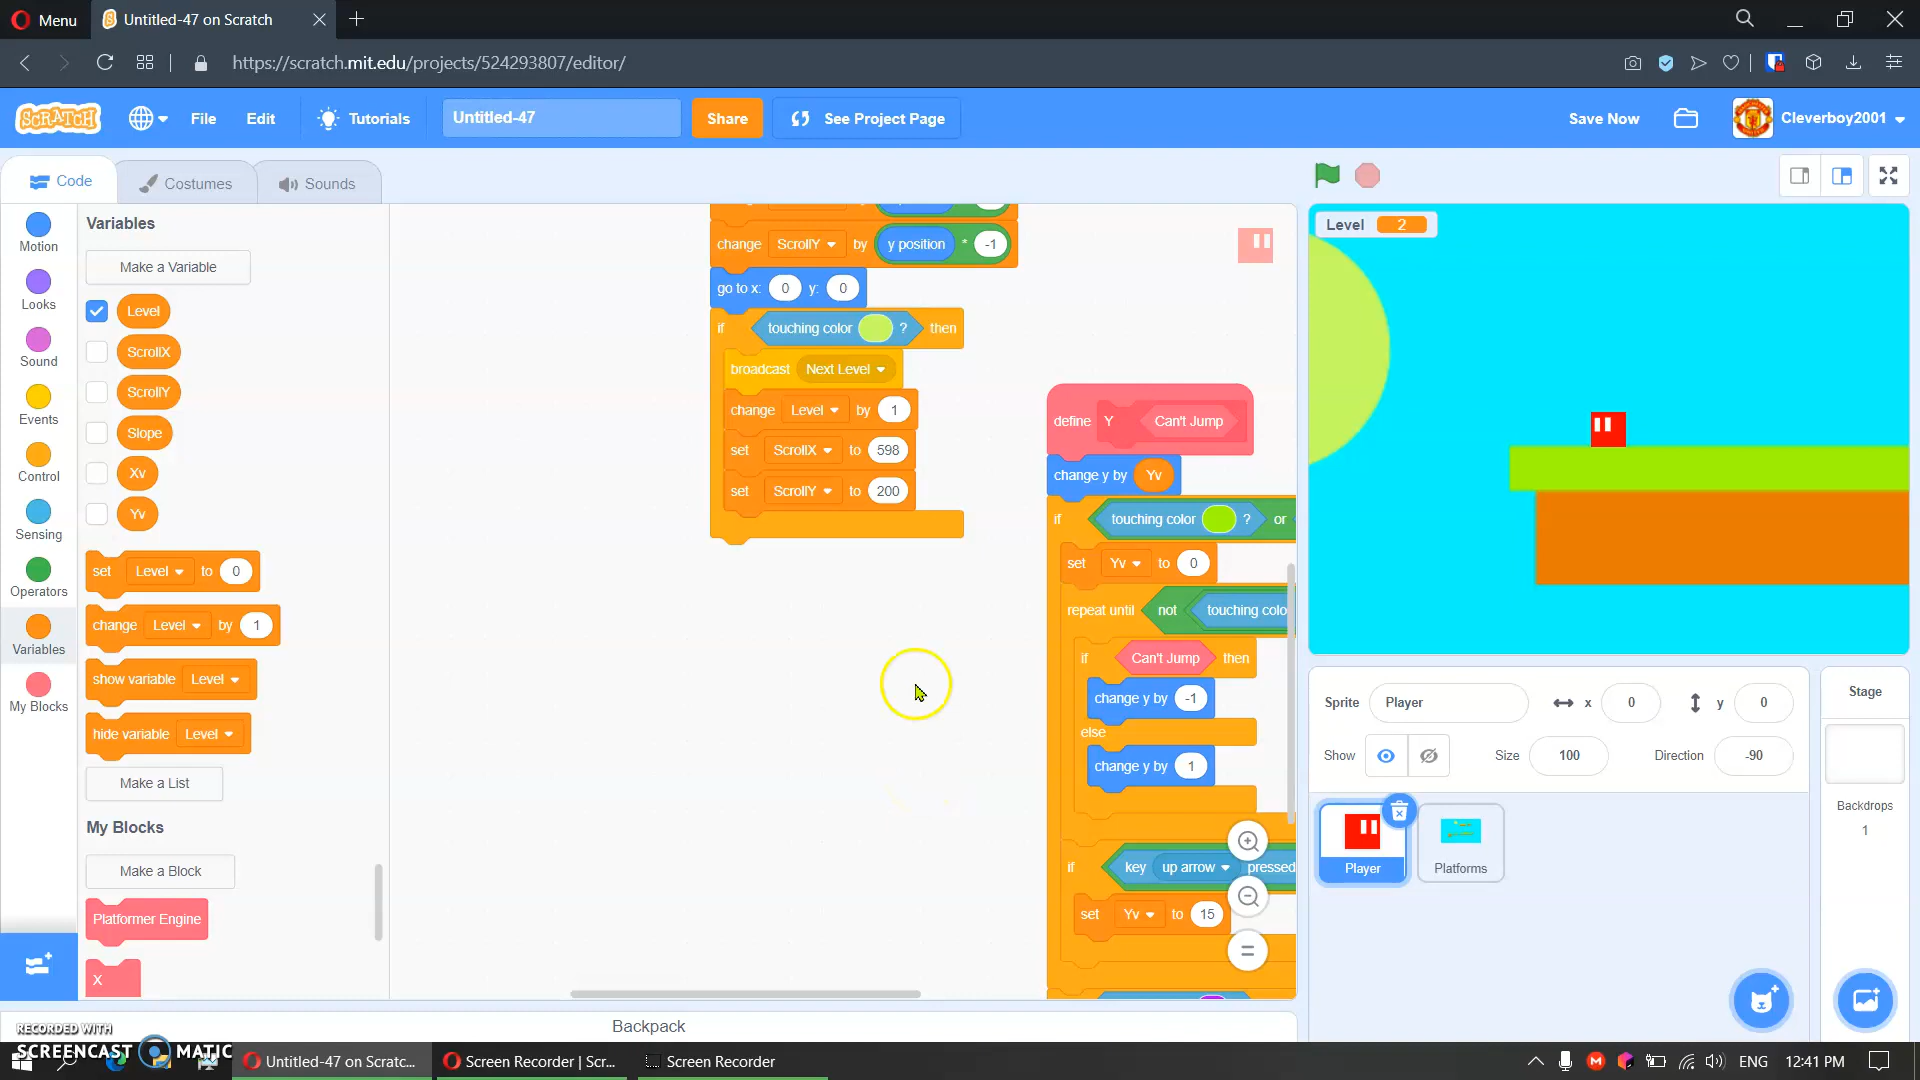 Menu
Untitled-47 on Scratch
https://scratch.mit.edu/projects/524293807/editor/
SCRATCH
File
Edit
Tutorials
Untitled-47
Share
See Project Page
Save Now
Cleverboy2001
Code
Costumes
Sounds
Motion
Looks
Sound
Events
Control
Sensing
Operators
Variables
My Blocks
Variables
Make a Variable
Level
ScrollX
ScrollY
Slope
Xv
Yv
set Level to 0
change Level by 1
show variable Level
hide variable Level
Make a List
My Blocks
Make a Block
Platformer Engine
X
change ScrollY by y position * -1
go to x: 0 y: 0
if touching color ? then
broadcast Next Level
change Level by 1
set ScrollX to 598
set ScrollY to 200
define Y Can't Jump
change y by Yv
if touching color ? or
set Yv to 0
repeat until not touching colo
if Can't Jump then
change y by -1
else
change y by 1
if key up arrow pressed
set Yv to 15
Backpack
Level 2
Sprite Player x 0 y 0
Show Size 100 Direction -90
Player
Platforms
Stage
Backdrops
1
RECORDED WITH
SCREENCAST MATIC
Untitled-47 on Scratc...
Screen Recorder | Scr...
Screen Recorder
ENG
12:41 PM